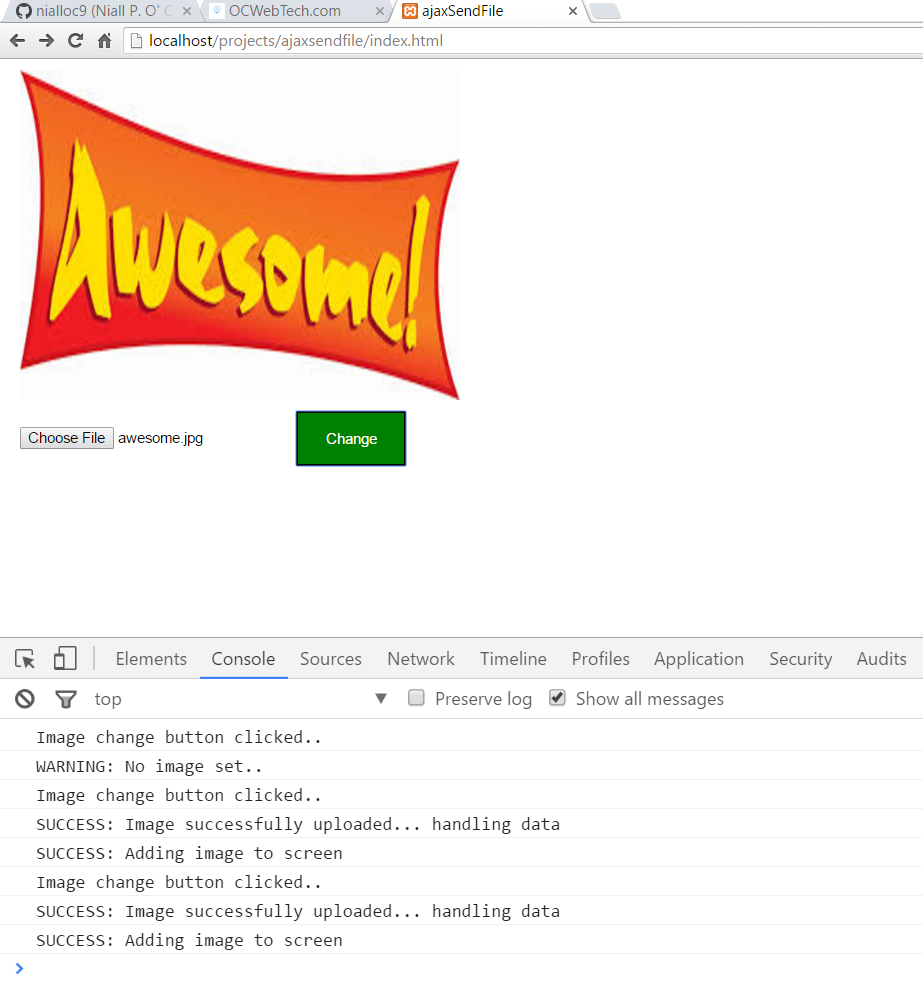 nialloc9 (Niall P. O' C
OCWebTech.com
ajaxSendFile
localhost/projects/ajaxsendfile/index.html
Awesome!
Choose File awesome.jpg
Change
Elements Console Sources Network Timeline Profiles Application Security Audits
top Preserve log Show all messages
Image change button clicked..
WARNING: No image set..
Image change button clicked..
SUCCESS: Image successfully uploaded... handling data
SUCCESS: Adding image to screen
Image change button clicked..
SUCCESS: Image successfully uploaded... handling data
SUCCESS: Adding image to screen